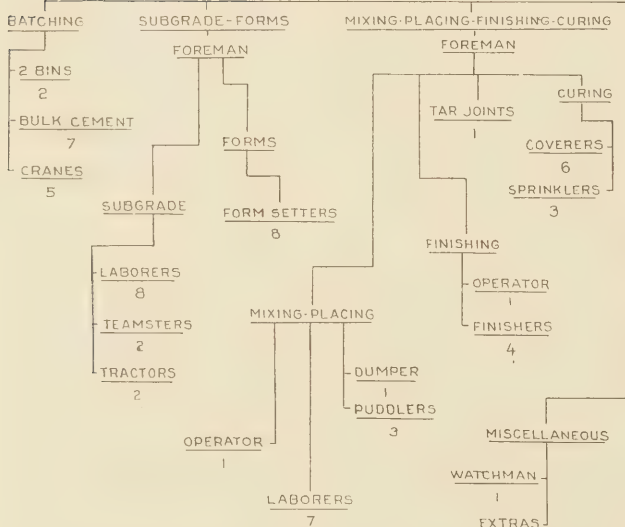 BATCHING
2 BINS
2
BULK CEMENT
7
CRANES
5
SUBGRADE-FORMS
FOREMAN
FORMS
FORM SETTERS
8
SUBGRADE
LABORERS
8
TEAMSTERS
2
TRACTORS
2
MIXING-PLACING-FINISHING-CURING
FOREMAN
TAR JOINTS
1
CURING
COVERERS
6
SPRINKLERS
3
FINISHING
OPERATOR
1
FINISHERS
4
MIXING-PLACING
DUMPER
1
PUDDLERS
3
OPERATOR
1
LABORERS
7
MISCELLANEOUS
WATCHMAN
1
EXTRAS